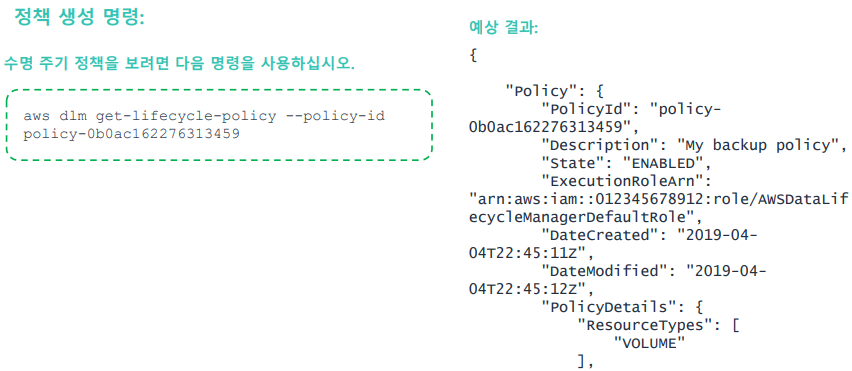 정책 생성 명령:
수명 주기 정책을 보려면 다음 명령을 사용하십시오.
aws dlm get-lifecycle-policy --policy-id
policy-0b0ac162276313459
예상 결과:
{
"Policy": {
"PolicyId": "policy-
0b0ac162276313459",
"Description": "My backup policy",
"State": "ENABLED",
"ExecutionRoleArn":
"arn:aws:iam::012345678912:role/AWSDataLif
ecycleManagerDefaultRole",
"DateCreated": "2019-04-
04T22:45:11Z",
"DateModified": "2019-04-
04T22:45:12Z",
"PolicyDetails": {
"ResourceTypes": [
"VOLUME"
],